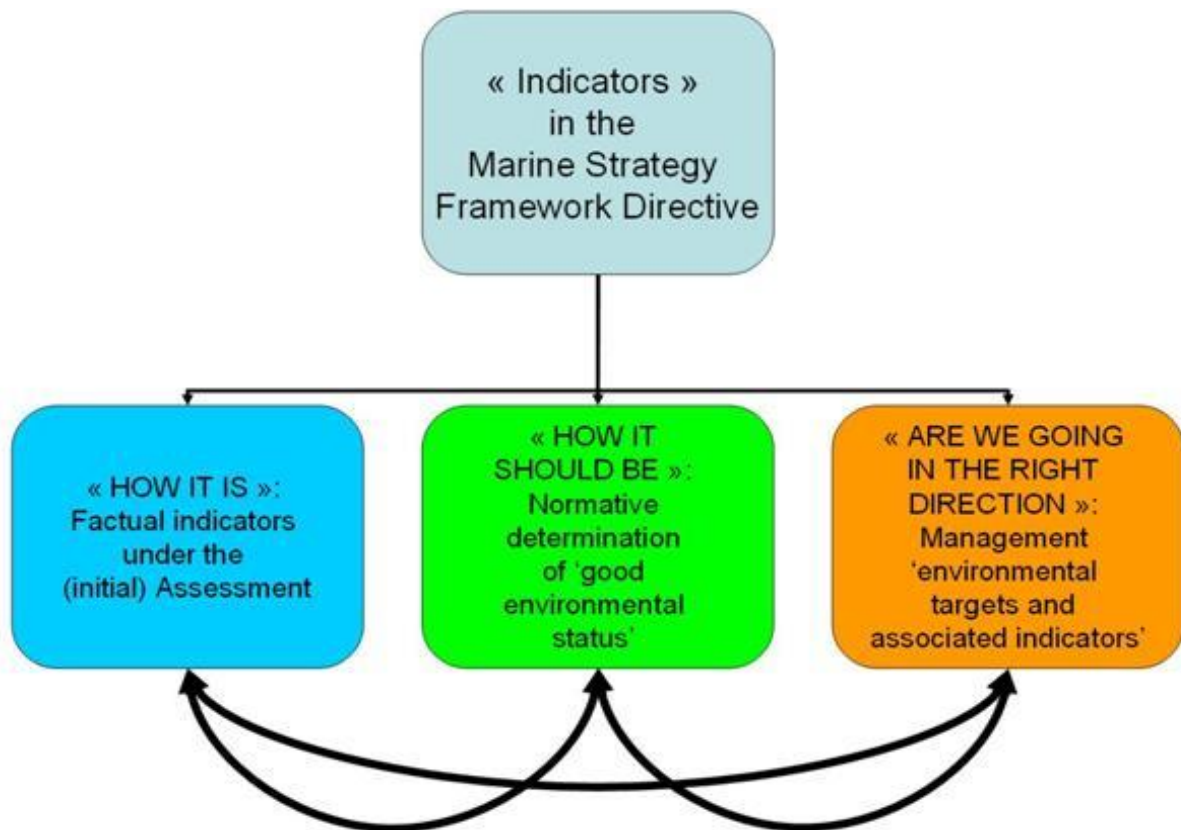 « Indicators »
in the
Marine Strategy
Framework Directive
« HOW IT IS »:
Factual indicators
under the
(initial) Assessment
« HOW IT
SHOULD BE »:
Normative
determination
of ‘good
environmental
status’
« ARE WE GOING
IN THE RIGHT
DIRECTION »:
Management
‘environmental
targets and
associated indicators’